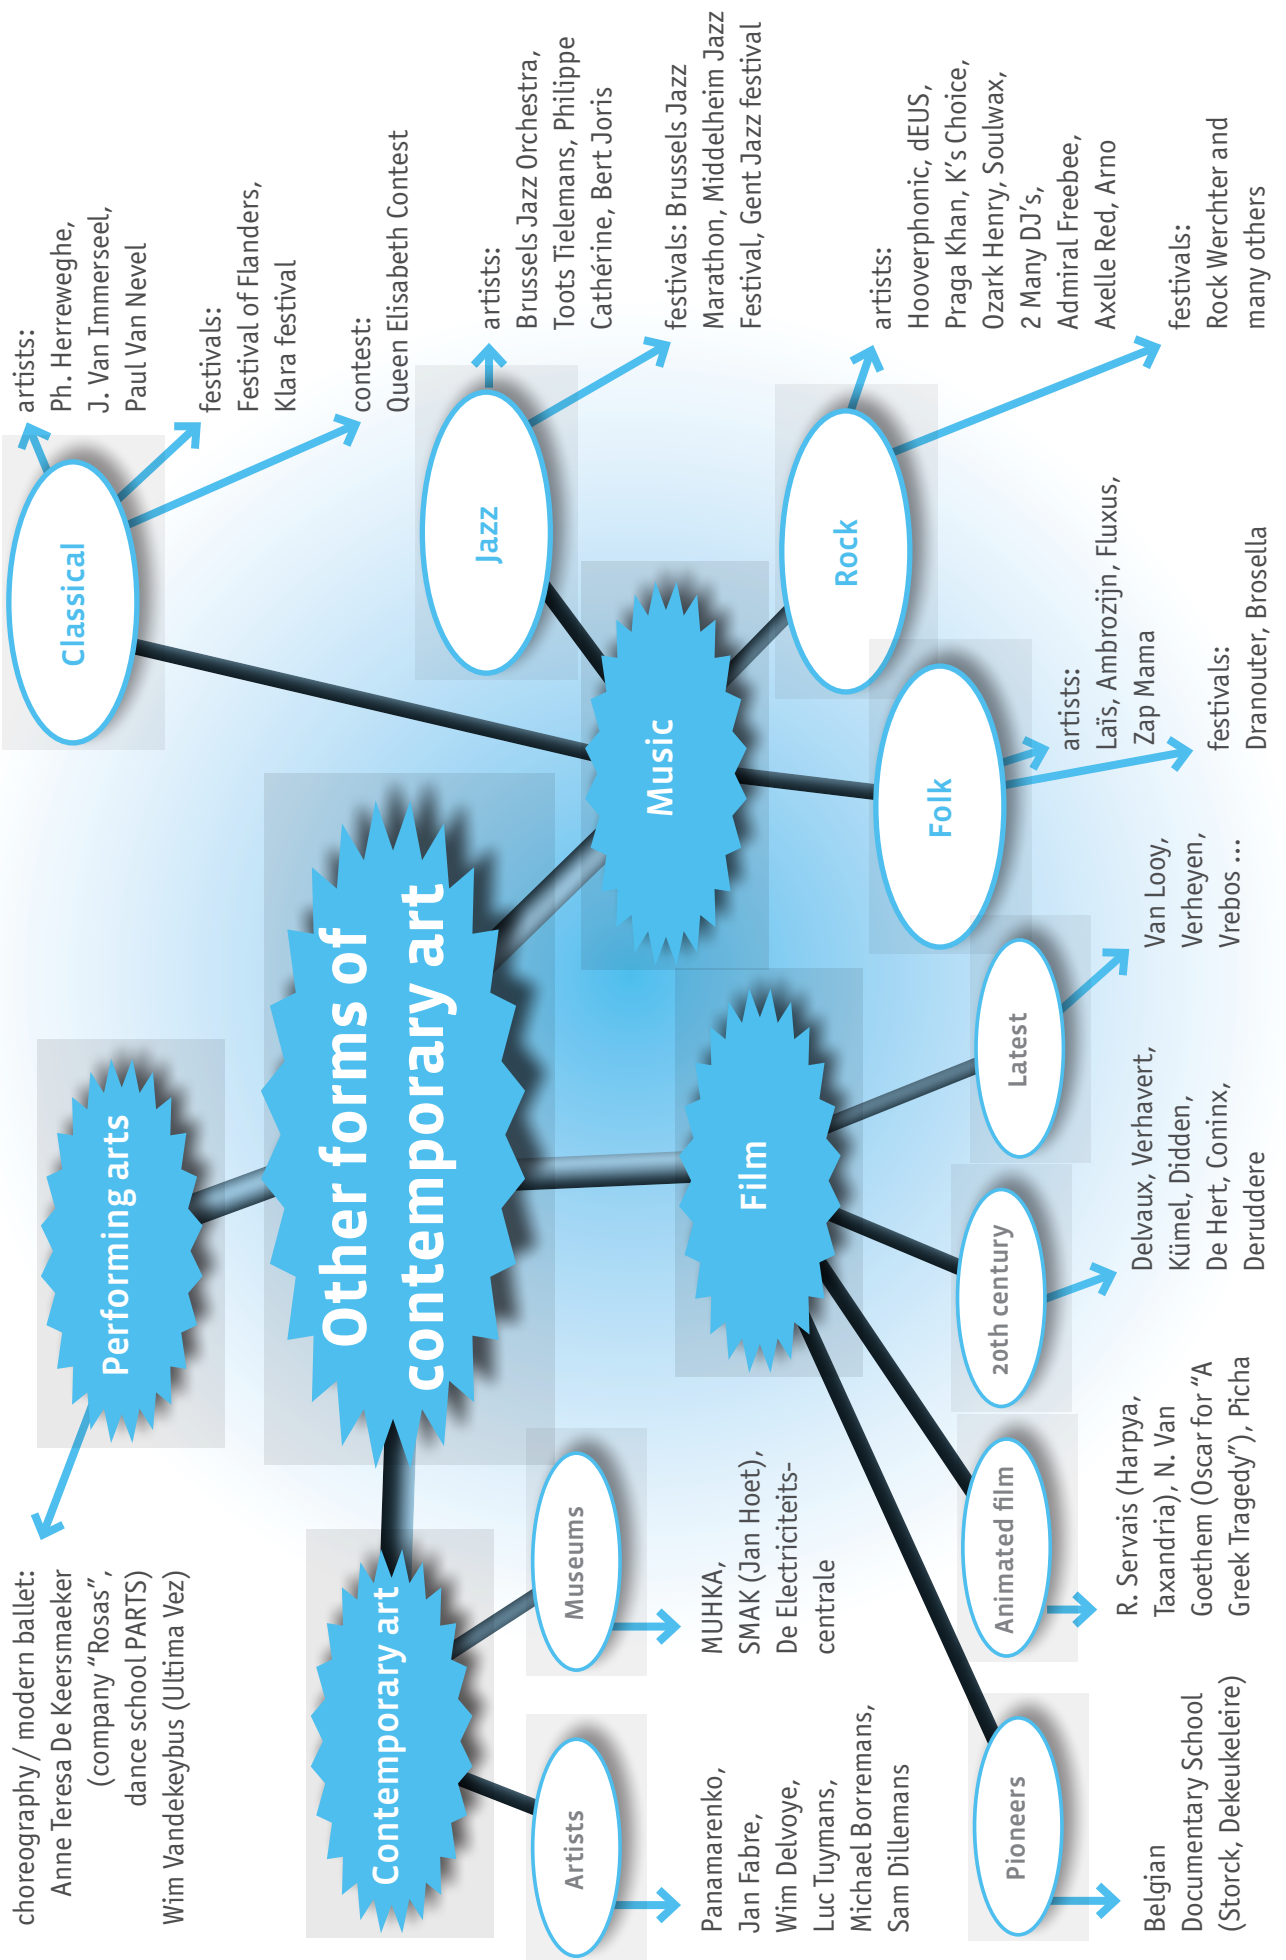 choreography / modern ballet:
Anne Teresa De Keersmaeker
(company “Rosas”,
dance school PARTS)
Wim Vandekeybus (Ultima Vez)
Performing arts
Other forms of
contemporary art
Contemporary art
Artists
Panamarenko,
Jan Fabre,
Wim Delvoye,
Luc Tuymans,
Michael Borremans,
Sam Dillemans
Museums
MUHKA,
SMAK (Jan Hoet),
De Electriciteits-
centrale
Film
Pioneers
Belgian
Documentary School
(Storck, Dekeukeleire)
Animated film
R. Servais (Harpya,
Taxandria), N. Van
Goethem (Oscar for “A
Greek Tragedy”), Picha
20th century
Delvaux, Verhavert,
Kümel, Didden,
De Hert, Coninx,
Deruddere
Latest
Van Looy,
Verheyen,
Vrebos ...
Music
Classical
artists:
Ph. Herreweghe,
J. Van Immerseel,
Paul Van Nevel
festivals:
Festival of Flanders,
Klara festival
contest:
Queen Elisabeth Contest
Jazz
artists:
Brussels Jazz Orchestra,
Toots Tielemans, Philippe
Cathérine, Bert Joris
festivals: Brussels Jazz
Marathon, Middelheim Jazz
Festival, Gent Jazz festival
Rock
artists:
Hooverphonic, dEUS,
Praga Khan, K’s Choice,
Ozark Henry, Soulwax,
2 Many DJ’s,
Admiral Freebee,
Axelle Red, Arno
festivals:
Rock Werchter and
many others
Folk
artists:
Laïs, Ambrozijn, Fluxus,
Zap Mama
festivals:
Dranouter, Brosella